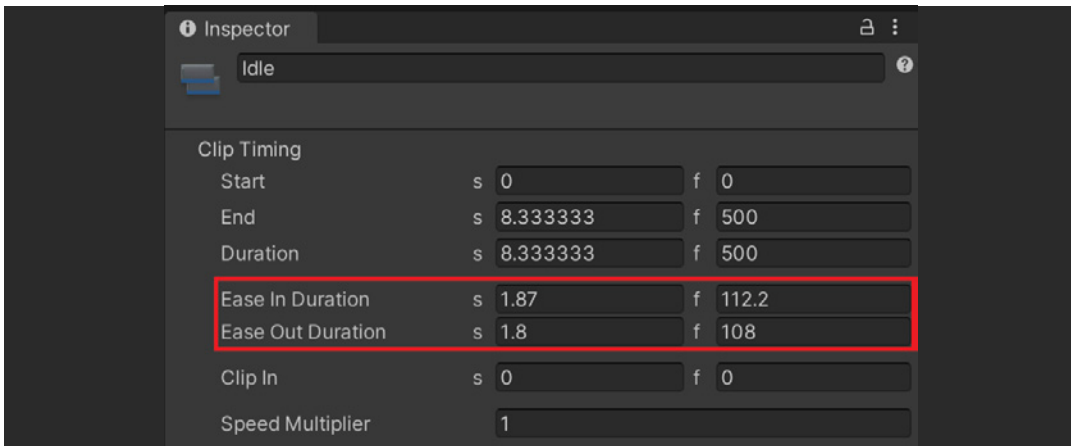 Inspector
Idle
Clip Timing
Start s 0 f 0
End s 8.333333 f 500
Duration s 8.333333 f 500
Ease In Duration s 1.87 f 112.2
Ease Out Duration s 1.8 f 108
Clip In s 0 f 0
Speed Multiplier 1